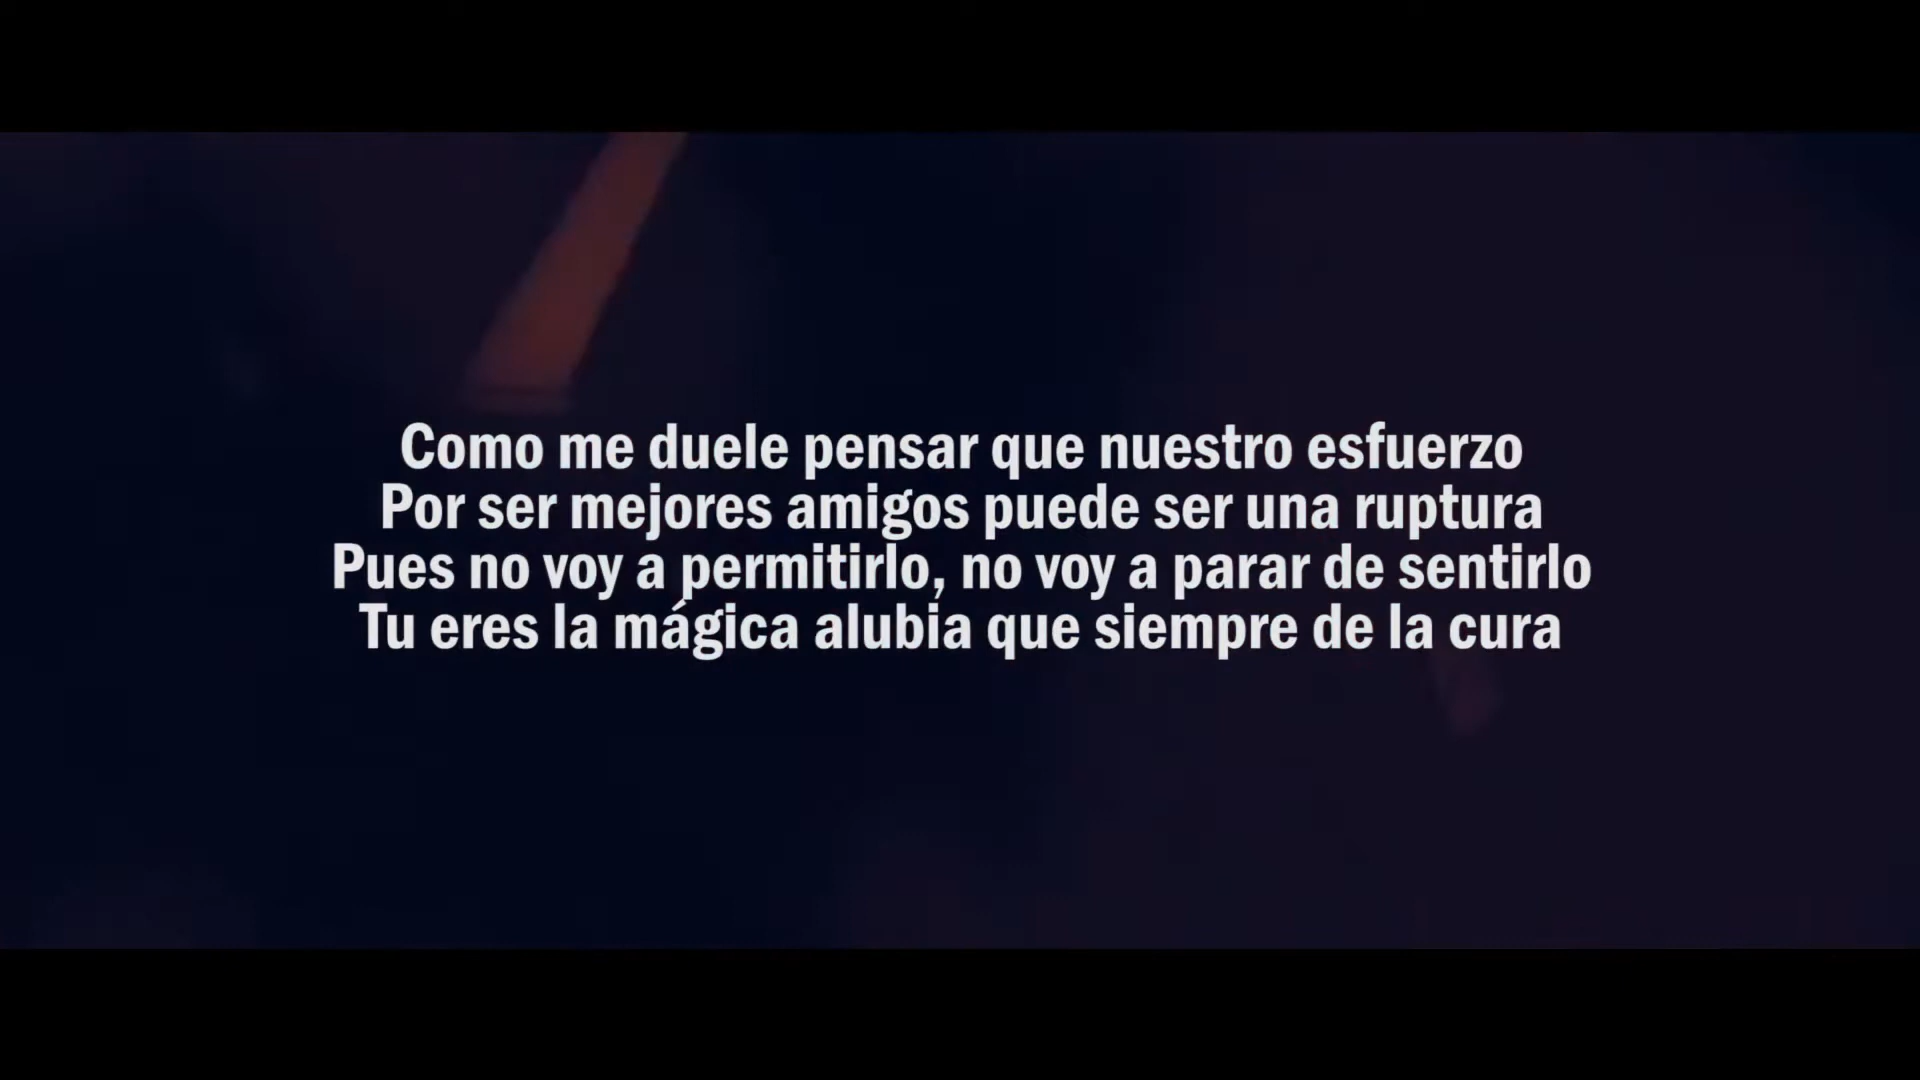 Como me duele pensar que nuestro esfuerzo
Por ser mejores amigos puede ser una ruptura
Pues no voy a permitirlo, no voy a parar de sentirlo
Tu eres la mágica alubia que siempre de la cura